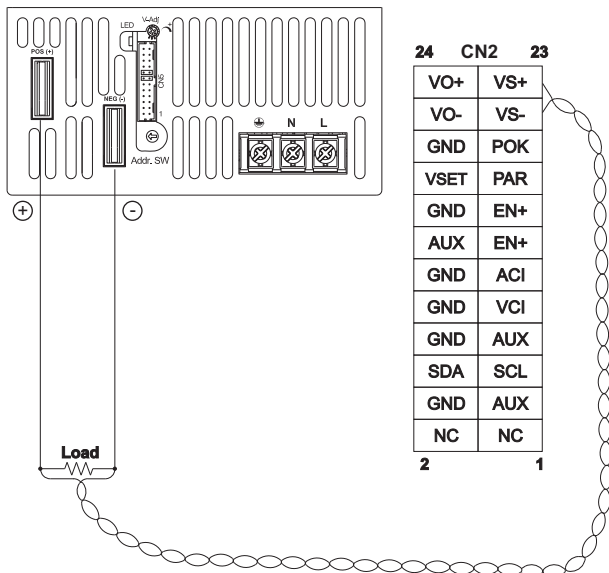 LED V-Adj. +
POS (+)
CN5
NEG (-)
1
Addr. SW
N L
+ -
Load
24 CN2 23
VO+ VS+
VO- VS-
GND POK
VSET PAR
GND EN+
AUX EN+
GND ACI
GND VCI
GND AUX
SDA SCL
GND AUX
NC NC
2 1